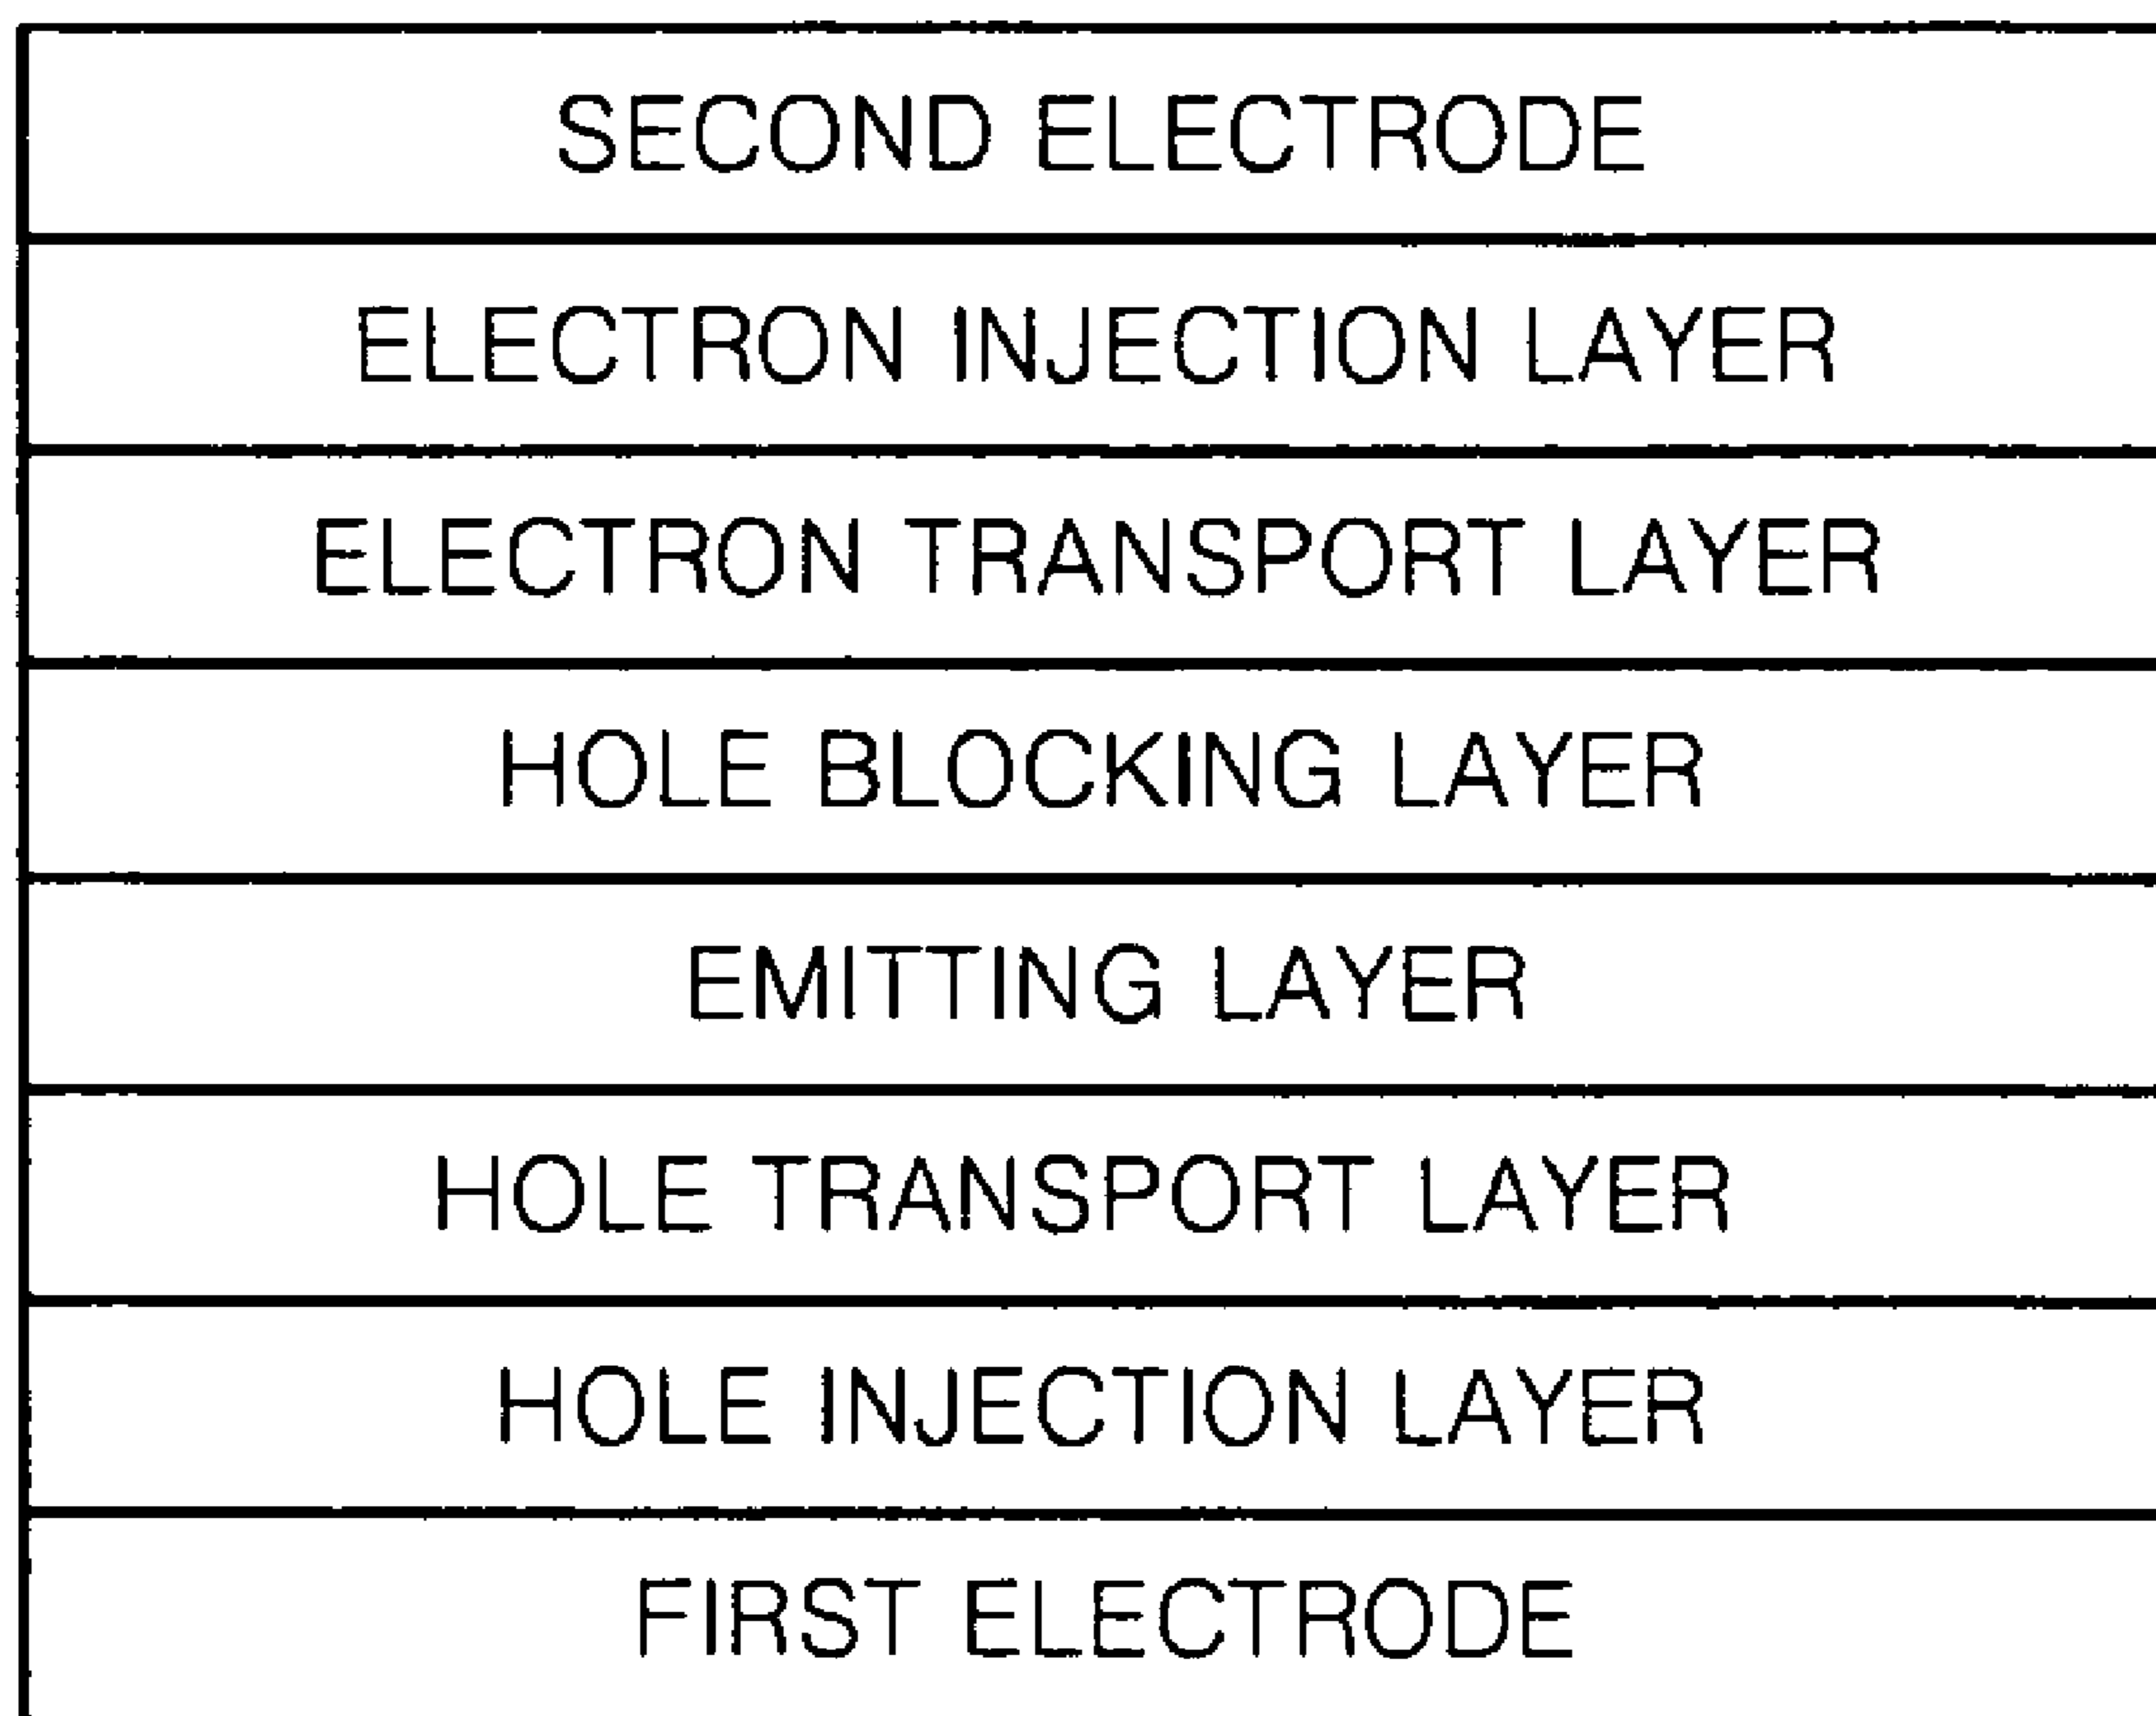 SECOND ELECTRODE
ELECTRON INJECTION LAYER
ELECTRON TRANSPORT LAYER
HOLE BLOCKING LAYER
EMITTING LAYER
HOLE TRANSPORT LAYER
HOLE INJECTION LAYER
FIRST ELECTRODE